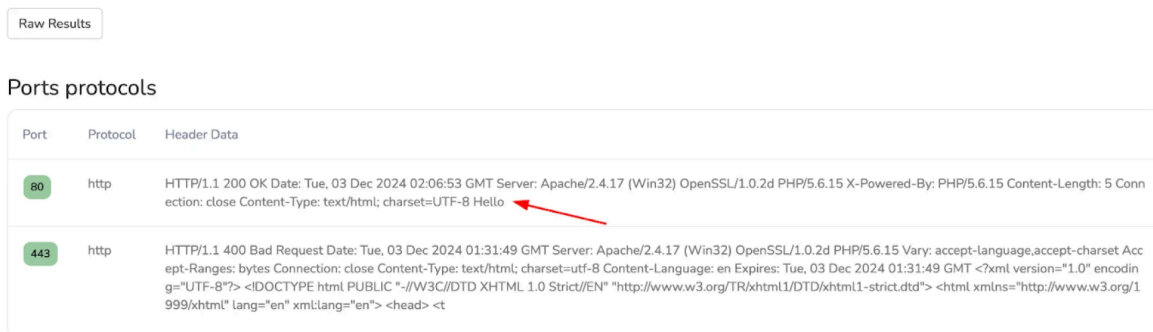 Raw Results
Ports protocols
Port Protocol Header Data
80 http HTTP/1.1 200 OK Date: Tue, 03 Dec 2024 02:06:53 GMT Server: Apache/2.4.17 (Win32) OpenSSL/1.0.2d PHP/5.6.15 X-Powered-By: PHP/5.6.15 Content-Length: 5 Conn
ection: close Content-Type: text/html; charset=UTF-8 Hello
443 http HTTP/1.1 400 Bad Request Date: Tue, 03 Dec 2024 01:31:49 GMT Server: Apache/2.4.17 (Win32) OpenSSL/1.0.2d PHP/5.6.15 Vary: accept-language,accept-charset Acc
ept-Ranges: bytes Connection: close Content-Type: text/html; charset=utf-8 Content-Language: en Expires: Tue, 03 Dec 2024 01:31:49 GMT <?xml version="1.0" encodin
g="UTF-8"?> <!DOCTYPE html PUBLIC "-//W3C//DTD XHTML 1.0 Strict//EN" "http://www.w3.org/TR/xhtml1/DTD/xhtml1-strict.dtd"> <html xmlns="http://www.w3.org/1
999/xhtml" lang="en" xml:lang="en"> <head> <t